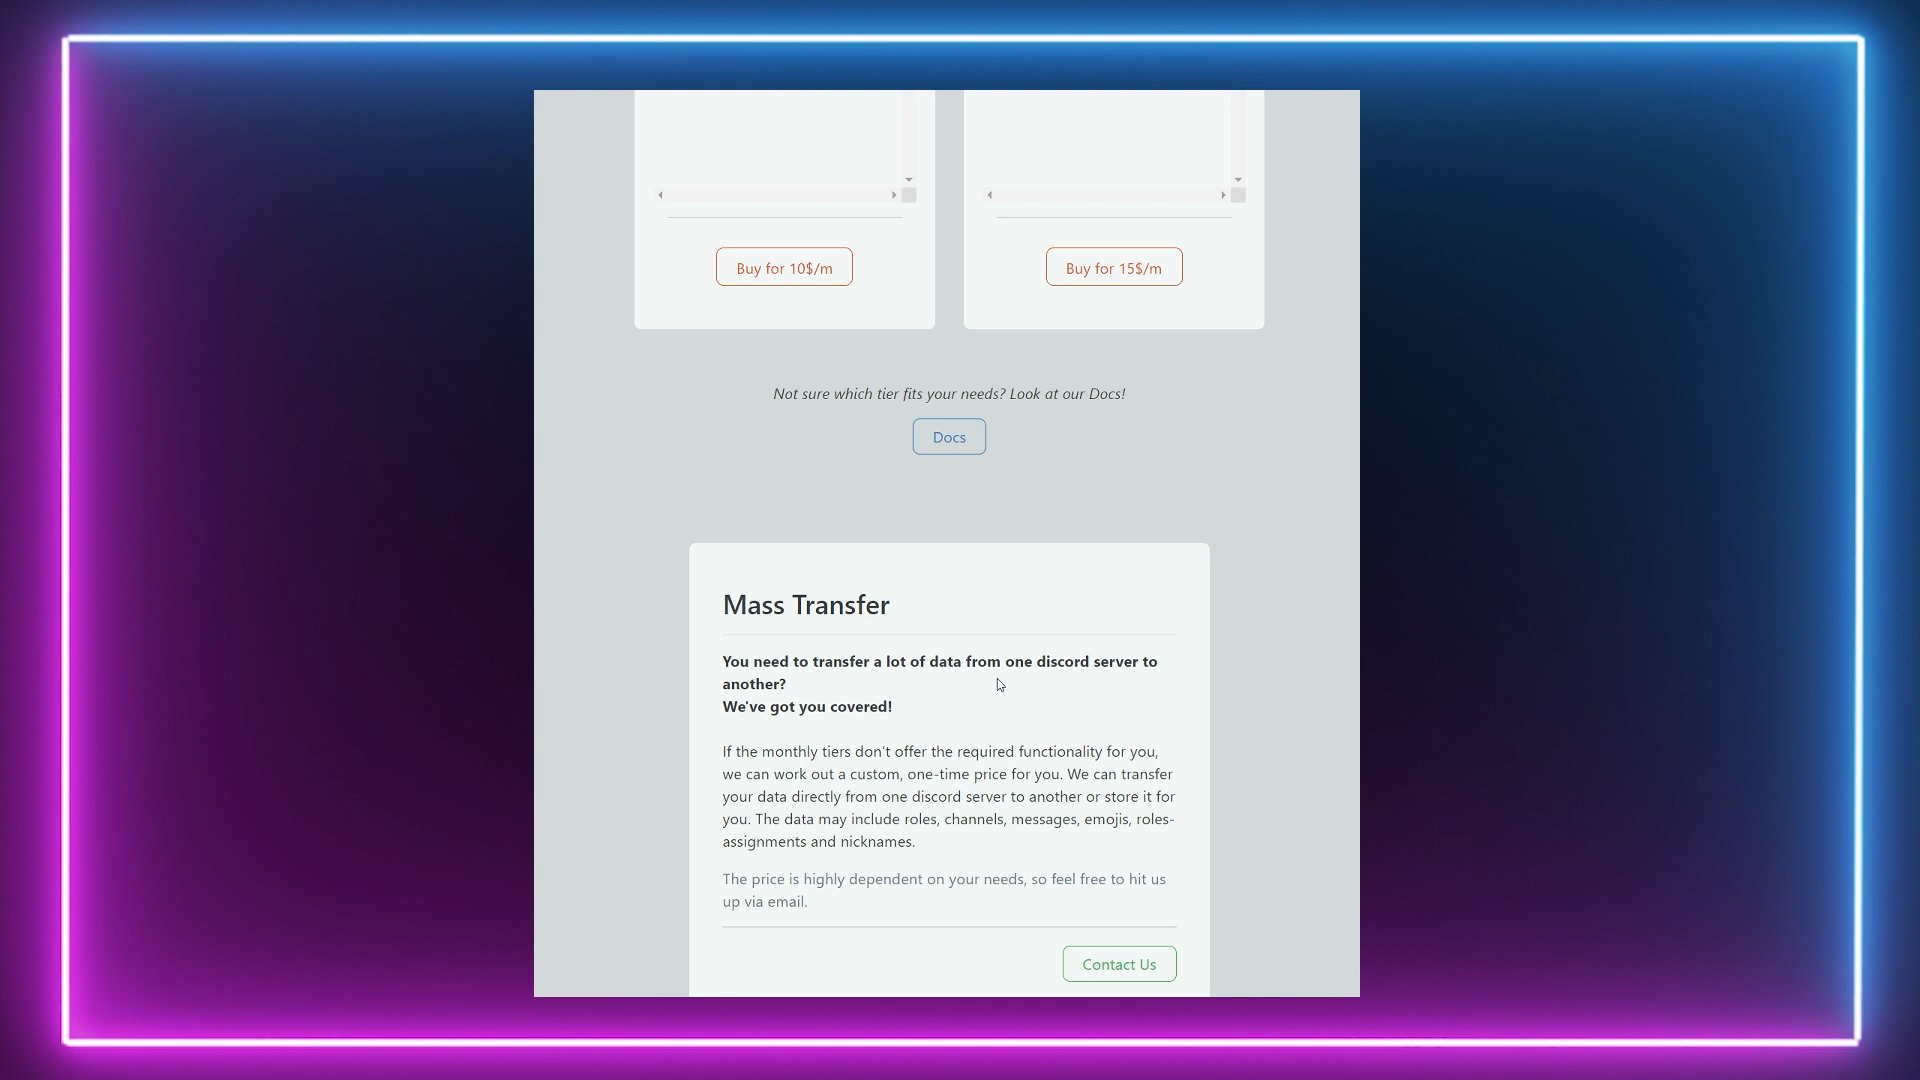 Buy for 10$/m
Buy for 15$/m
Not sure which tier fits your needs? Look at our Docs!
Docs
Mass Transfer
You need to transfer a lot of data from one discord server to
another?
We've got you covered!
If the monthly tiers don't offer the required functionality for you,
we can work out a custom, one-time price for you. We can transfer
your data directly from one discord server to another or store it for
you. The data may include roles, channels, messages, emojis, roles-
assignments and nicknames.
The price is highly dependent on your needs, so feel free to hit us
up via email.
Contact Us